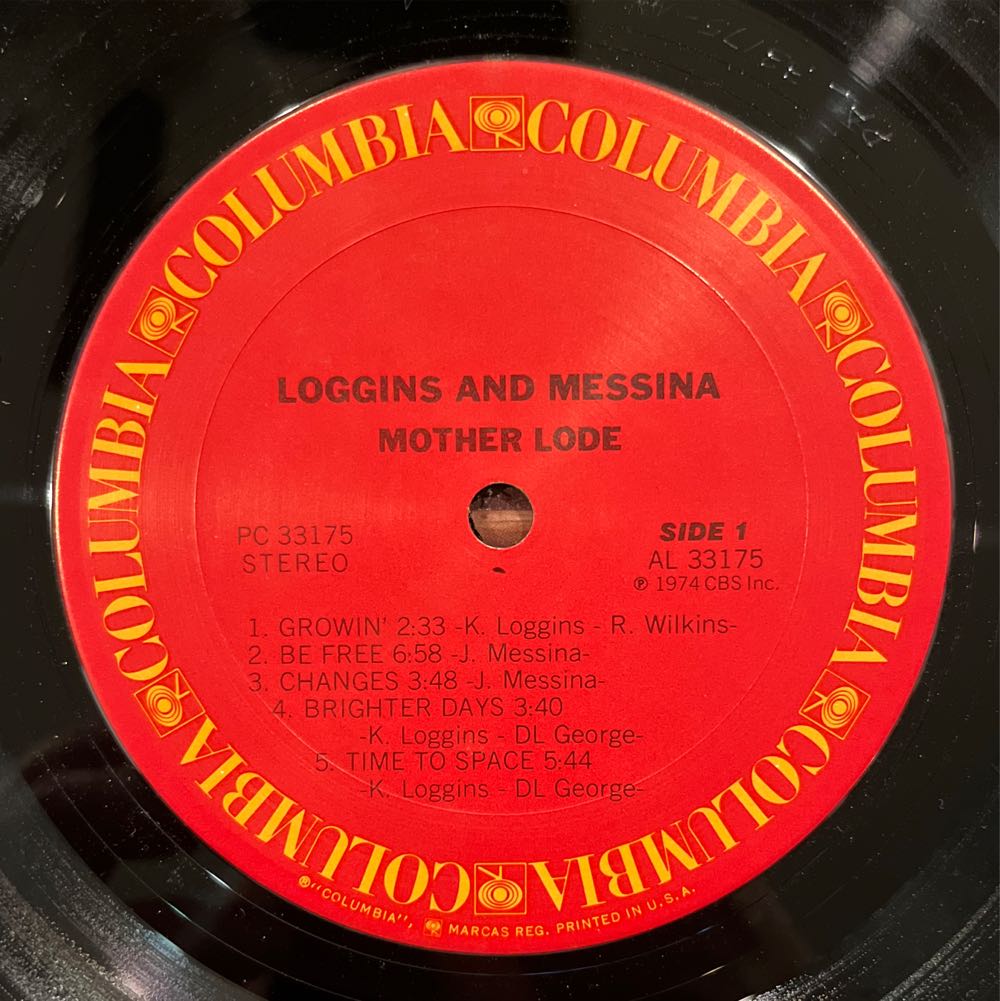 COLUMBIA COLUMBIA COLUMBIA COLUMBIA COLUMBIA COLUMBIA
LOGGINS AND MESSINA
MOTHER LODE
PC 33175
STEREO
SIDE 1
AL 33175
℗ 1974 CBS Inc.
1. GROWIN' 2:33 -K. Loggins - R. Wilkins-
2. BE FREE 6:58 -J. Messina-
3. CHANGES 3:48 -J. Messina-
4. BRIGHTER DAYS 3:40
-K. Loggins - DL George-
5. TIME TO SPACE 5:44
-K. Loggins - DL George-
®"COLUMBIA", MARCAS REG. PRINTED IN U.S.A.